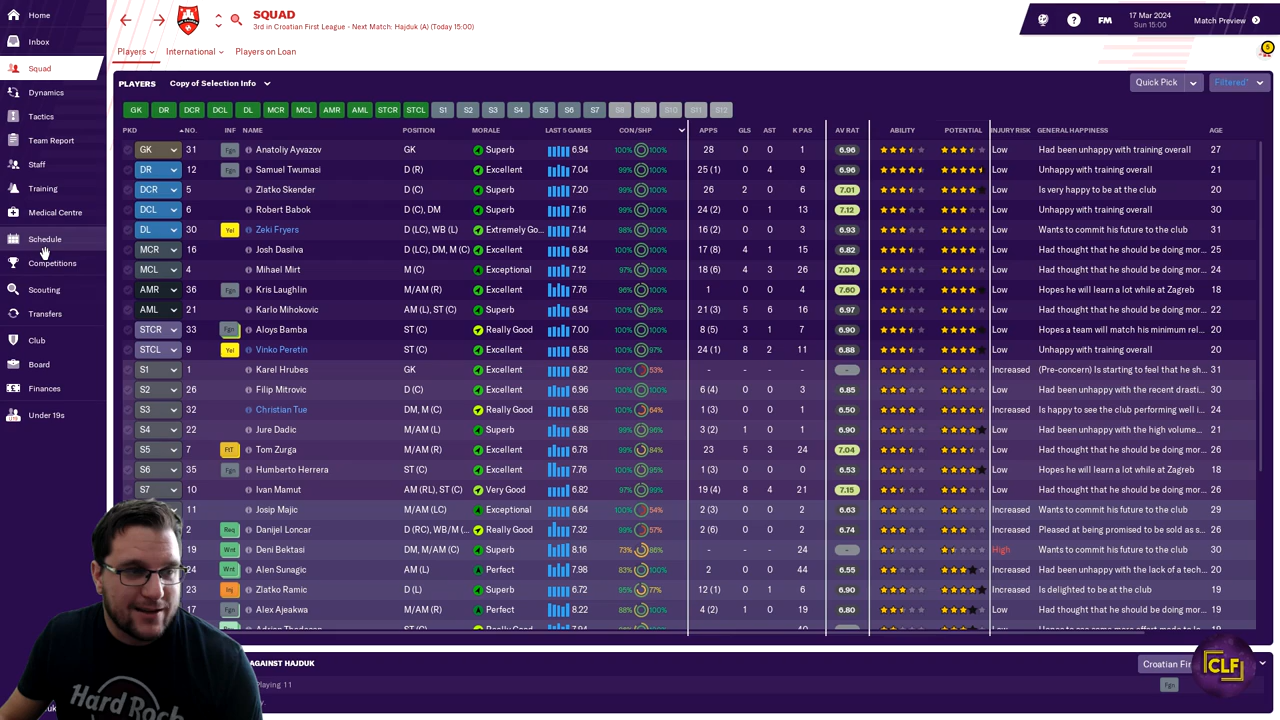 Home
Inbox
Squad
Dynamics
Tactics
Team Report
Staff
Training
Medical Centre
Schedule
Competitions
Scouting
Transfers
Club
Board
Finances
Under 19s
SQUAD
3rd in Croatian First League - Next Match: Hajduk (A) (Today 15:00)
FM
17 Mar 2024
Sun 15:00
Match Preview
5
Players International Players on Loan
PLAYERS Copy of Selection Info
Quick Pick Filtered*
GK DR DCR DCL DL MCR MCL AMR AML STCR STCL S1 S2 S3 S4 S5 S6 S7 S8 S9 S10 S11 S12
PKD NO. INF NAME POSITION MORALE LAST 5 GAMES CON/SHP APPS GLS AST K PAS AV RAT ABILITY POTENTIAL INJURY RISK GENERAL HAPPINESS AGE
GK 31 Fgn Anatoliy Ayvazov GK Superb 6.94 100% 100% 28 0 0 1 6.96 Low Had been unhappy with training overall 27
DR 12 Fgn Samuel Twumasi D (R) Excellent 7.04 99% 100% 25 (1) 0 4 9 6.96 Low Unhappy with training overall 21
DCR 5 Zlatko Skender D (C) Superb 7.20 99% 100% 26 2 0 6 7.01 Low Is very happy to be at the club 20
DCL 6 Robert Babok D (C), DM Superb 7.16 99% 100% 24 (2) 0 1 13 7.12 Low Unhappy with training overall 30
DL 30 Yel Zeki Fryers D (LC), WB (L) Extremely Go... 7.14 98% 100% 16 (2) 0 0 3 6.93 Low Wants to commit his future to the club 31
MCR 16 Josh Dasilva D (LC), DM, M (C) Excellent 6.84 99% 100% 17 (8) 4 1 15 6.82 Low Had thought that he should be doing mor... 25
MCL 4 Mihael Mirt M (C) Exceptional 7.12 97% 100% 18 (6) 4 3 26 7.04 Low Had thought that he should be doing mor... 24
AMR 36 Fgn Kris Laughlin M/AM (R) Excellent 7.76 96% 100% 1 0 0 4 7.60 Low Hopes he will learn a lot while at Zagreb 18
AML 21 Karlo Mihokovic AM (L), ST (C) Superb 6.94 100% 95% 21 (3) 5 6 16 6.97 Low Had thought that he should be doing mor... 22
STCR 33 Fgn Aloys Bamba ST (C) Really Good 7.00 100% 100% 8 (5) 3 1 7 6.90 Low Hopes a team will match his minimum rel... 20
STCL 9 Yel Vinko Peretin ST (C) Excellent 6.58 100% 97% 24 (1) 8 2 11 6.88 Low Unhappy with training overall 20
S1 1 Karel Hrubes GK Excellent 6.82 100% 53% - - - - - Increased (Pre-concern) Is starting to feel that he sh... 31
S2 26 Filip Mitrovic D (C) Excellent 6.96 100% 100% 6 (4) 0 0 3 6.85 Low Had been unhappy with the recent drasti... 30
S3 32 Christian Tue DM, M (C) Really Good 6.58 100% 64% 1 (3) 0 0 1 6.50 Increased Is happy to see the club performing well i... 24
S4 22 Jure Dadic M/AM (L) Superb 6.88 99% 96% 3 (2) 1 0 1 6.90 Low Had been unhappy with the high volume... 21
S5 7 FfT Tom Zurga M/AM (R) Excellent 6.78 99% 84% 23 5 3 24 7.04 Low Had thought that he should be doing mor... 26
S6 35 Fgn Humberto Herrera ST (C) Excellent 7.76 100% 95% 1 (3) 0 0 0 6.53 Low Hopes he will learn a lot while at Zagreb 18
S7 10 Ivan Mamut AM (RL), ST (C) Very Good 6.82 97% 99% 19 (4) 8 4 21 7.15 Low Had thought that he should be doing mor... 26
11 Josip Majic M/AM (LC) Exceptional 6.64 100% 54% 2 (3) 0 0 2 6.63 Increased Wants to commit his future to the club 29
2 Req Danijel Loncar D (RC), WB/M (... Really Good 7.32 99% 57% 2 (6) 0 0 2 6.74 Increased Pleased at being promised to be sold as s... 26
19 Wnt Deni Bektasi DM, M/AM (C) Superb 8.16 73% 86% - - - 24 - High Wants to commit his future to the club 30
24 Wnt Alen Sunagic AM (L) Perfect 7.98 83% 100% 2 0 0 44 6.55 Increased Had been unhappy with the lack of a tech... 20
23 Inj Zlatko Ramic D (L) Superb 6.72 95% 77% 12 (1) 0 1 6 6.90 Increased Is delighted to be at the club 19
17 Fgn Alex Ajeakwa M/AM (R) Perfect 8.22 88% 100% 4 (2) 1 0 19 6.80 Low Had thought that he should be doing mor... 19
AGAINST HAJDUK
Playing 11
Croatian Fir
Fgn
CLF
Hard Rock